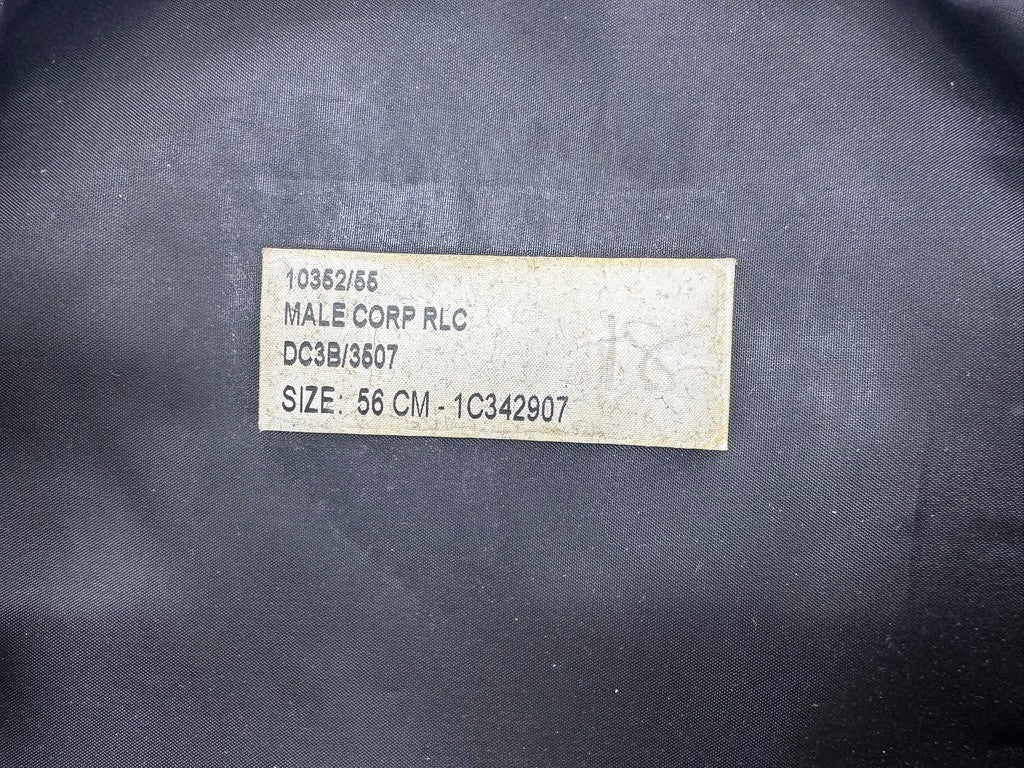 10352/55
MALE CORP RLC
DC3B/3507
SIZE: 56 CM - 1C342907